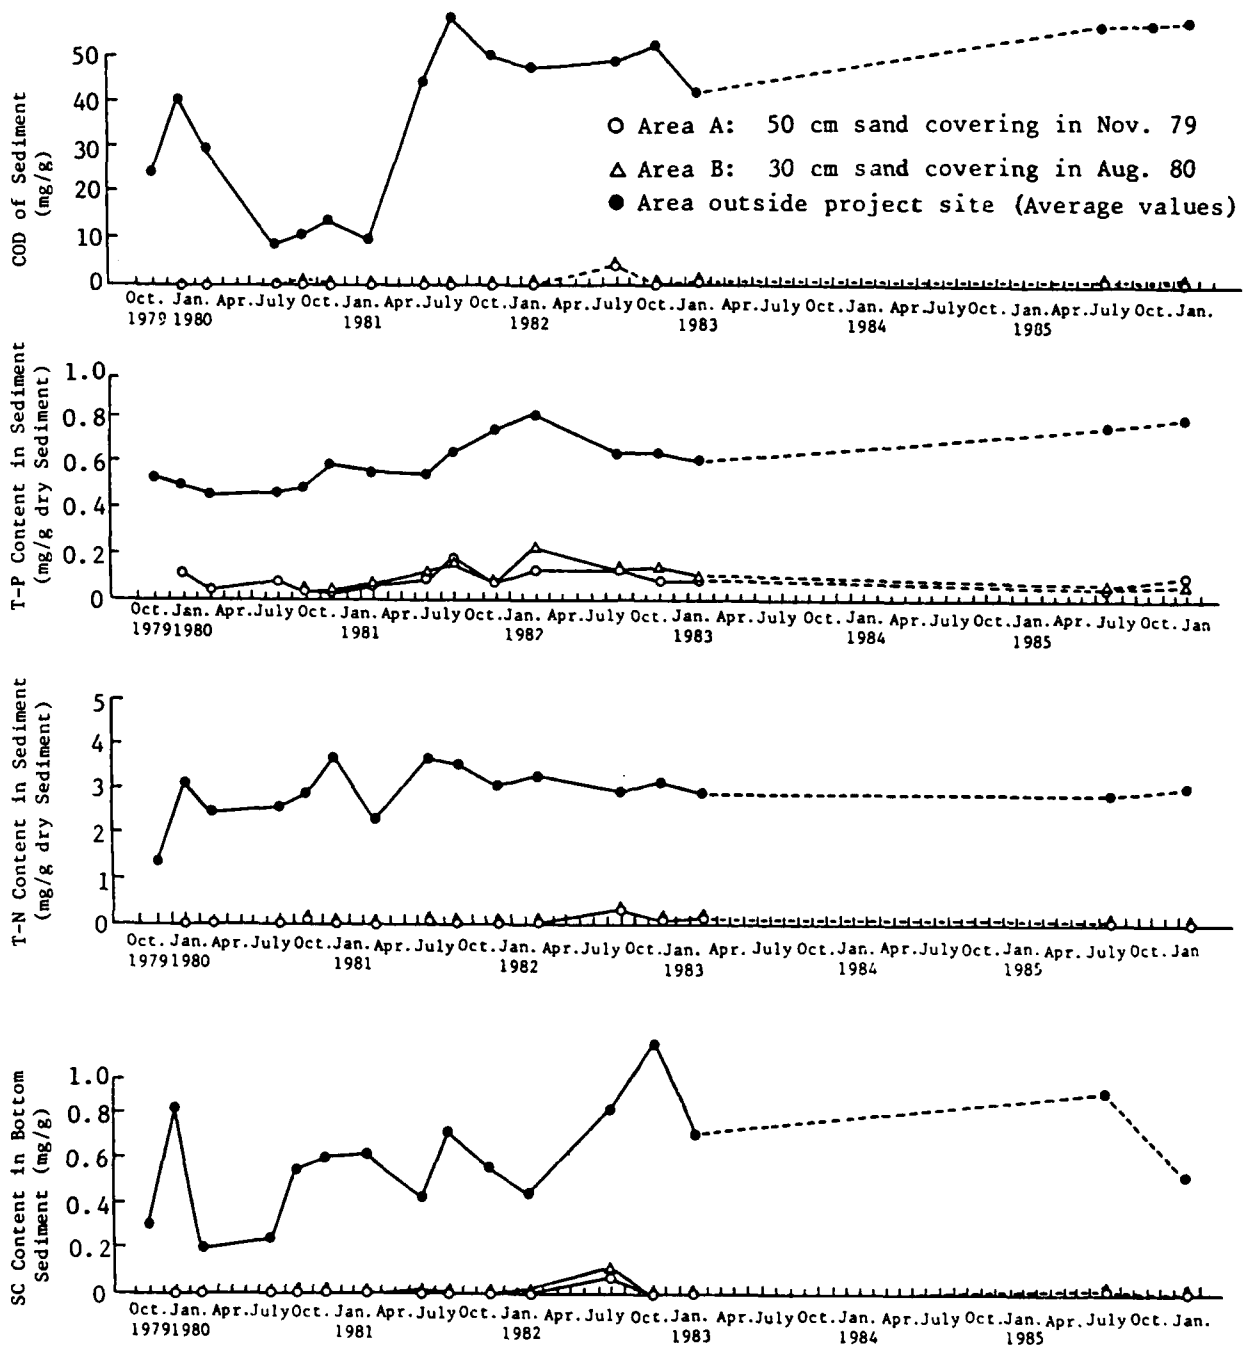 COD of Sediment
(mg/g)
50
40
30
20
10
0
○ Area A: 50 cm sand covering in Nov. 79
△ Area B: 30 cm sand covering in Aug. 80
● Area outside project site (Average values)
Oct. Jan. Apr. July Oct. Jan. Apr. July Oct. Jan. Apr. July Oct. Jan. Apr. July Oct. Jan. Apr. July Oct. Jan. Apr. July Oct. Jan.
1979 1980 1981 1982 1983 1984 1985
T-P Content in Sediment
(mg/g dry Sediment)
1.0
0.8
0.6
0.4
0.2
0
Oct. Jan. Apr. July Oct. Jan. Apr. July Oct. Jan. Apr. July Oct. Jan. Apr. July Oct. Jan. Apr. July Oct. Jan. Apr. July Oct. Jan
1979 1980 1981 1982 1983 1984 1985
T-N Content in Sediment
(mg/g dry Sediment)
5
4
3
2
1
0
Oct. Jan. Apr. July Oct. Jan. Apr. July Oct. Jan. Apr. July Oct. Jan. Apr. July Oct. Jan. Apr. July Oct. Jan. Apr. July Oct. Jan
1979 1980 1981 1982 1983 1984 1985
SC Content in Bottom
Sediment (mg/g)
1.0
0.8
0.6
0.4
0.2
0
Oct. Jan. Apr. July Oct. Jan. Apr. July Oct. Jan. Apr. July Oct. Jan. Apr. July Oct. Jan. Apr. July Oct. Jan. Apr. July Oct. Jan.
1979 1980 1981 1982 1983 1984 1985